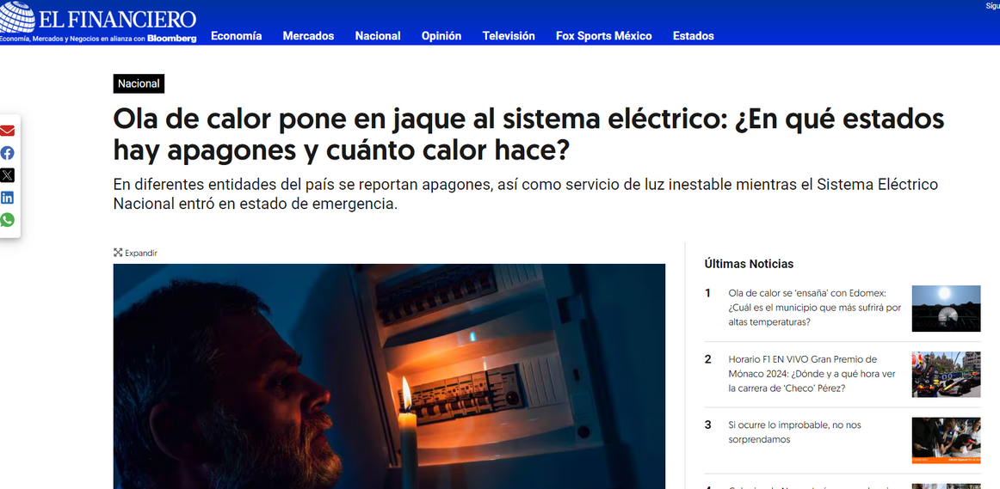 Sígu
EL FINANCIERO
Economía, Mercados y Negocios en alianza con Bloomberg
Economía Mercados Nacional Opinión Televisión Fox Sports México Estados
Nacional
Ola de calor pone en jaque al sistema eléctrico: ¿En qué estados
hay apagones y cuánto calor hace?
En diferentes entidades del país se reportan apagones, así como servicio de luz inestable mientras el Sistema Eléctrico
Nacional entró en estado de emergencia.
Expandir
Últimas Noticias
1 Ola de calor se ‘ensaña’ con Edomex:
¿Cuál es el municipio que más sufrirá por
altas temperaturas?
2 Horario F1 EN VIVO Gran Premio de
Mónaco 2024: ¿Dónde y a qué hora ver
la carrera de ‘Checo’ Pérez?
3 Si ocurre lo improbable, no nos
sorprendamos